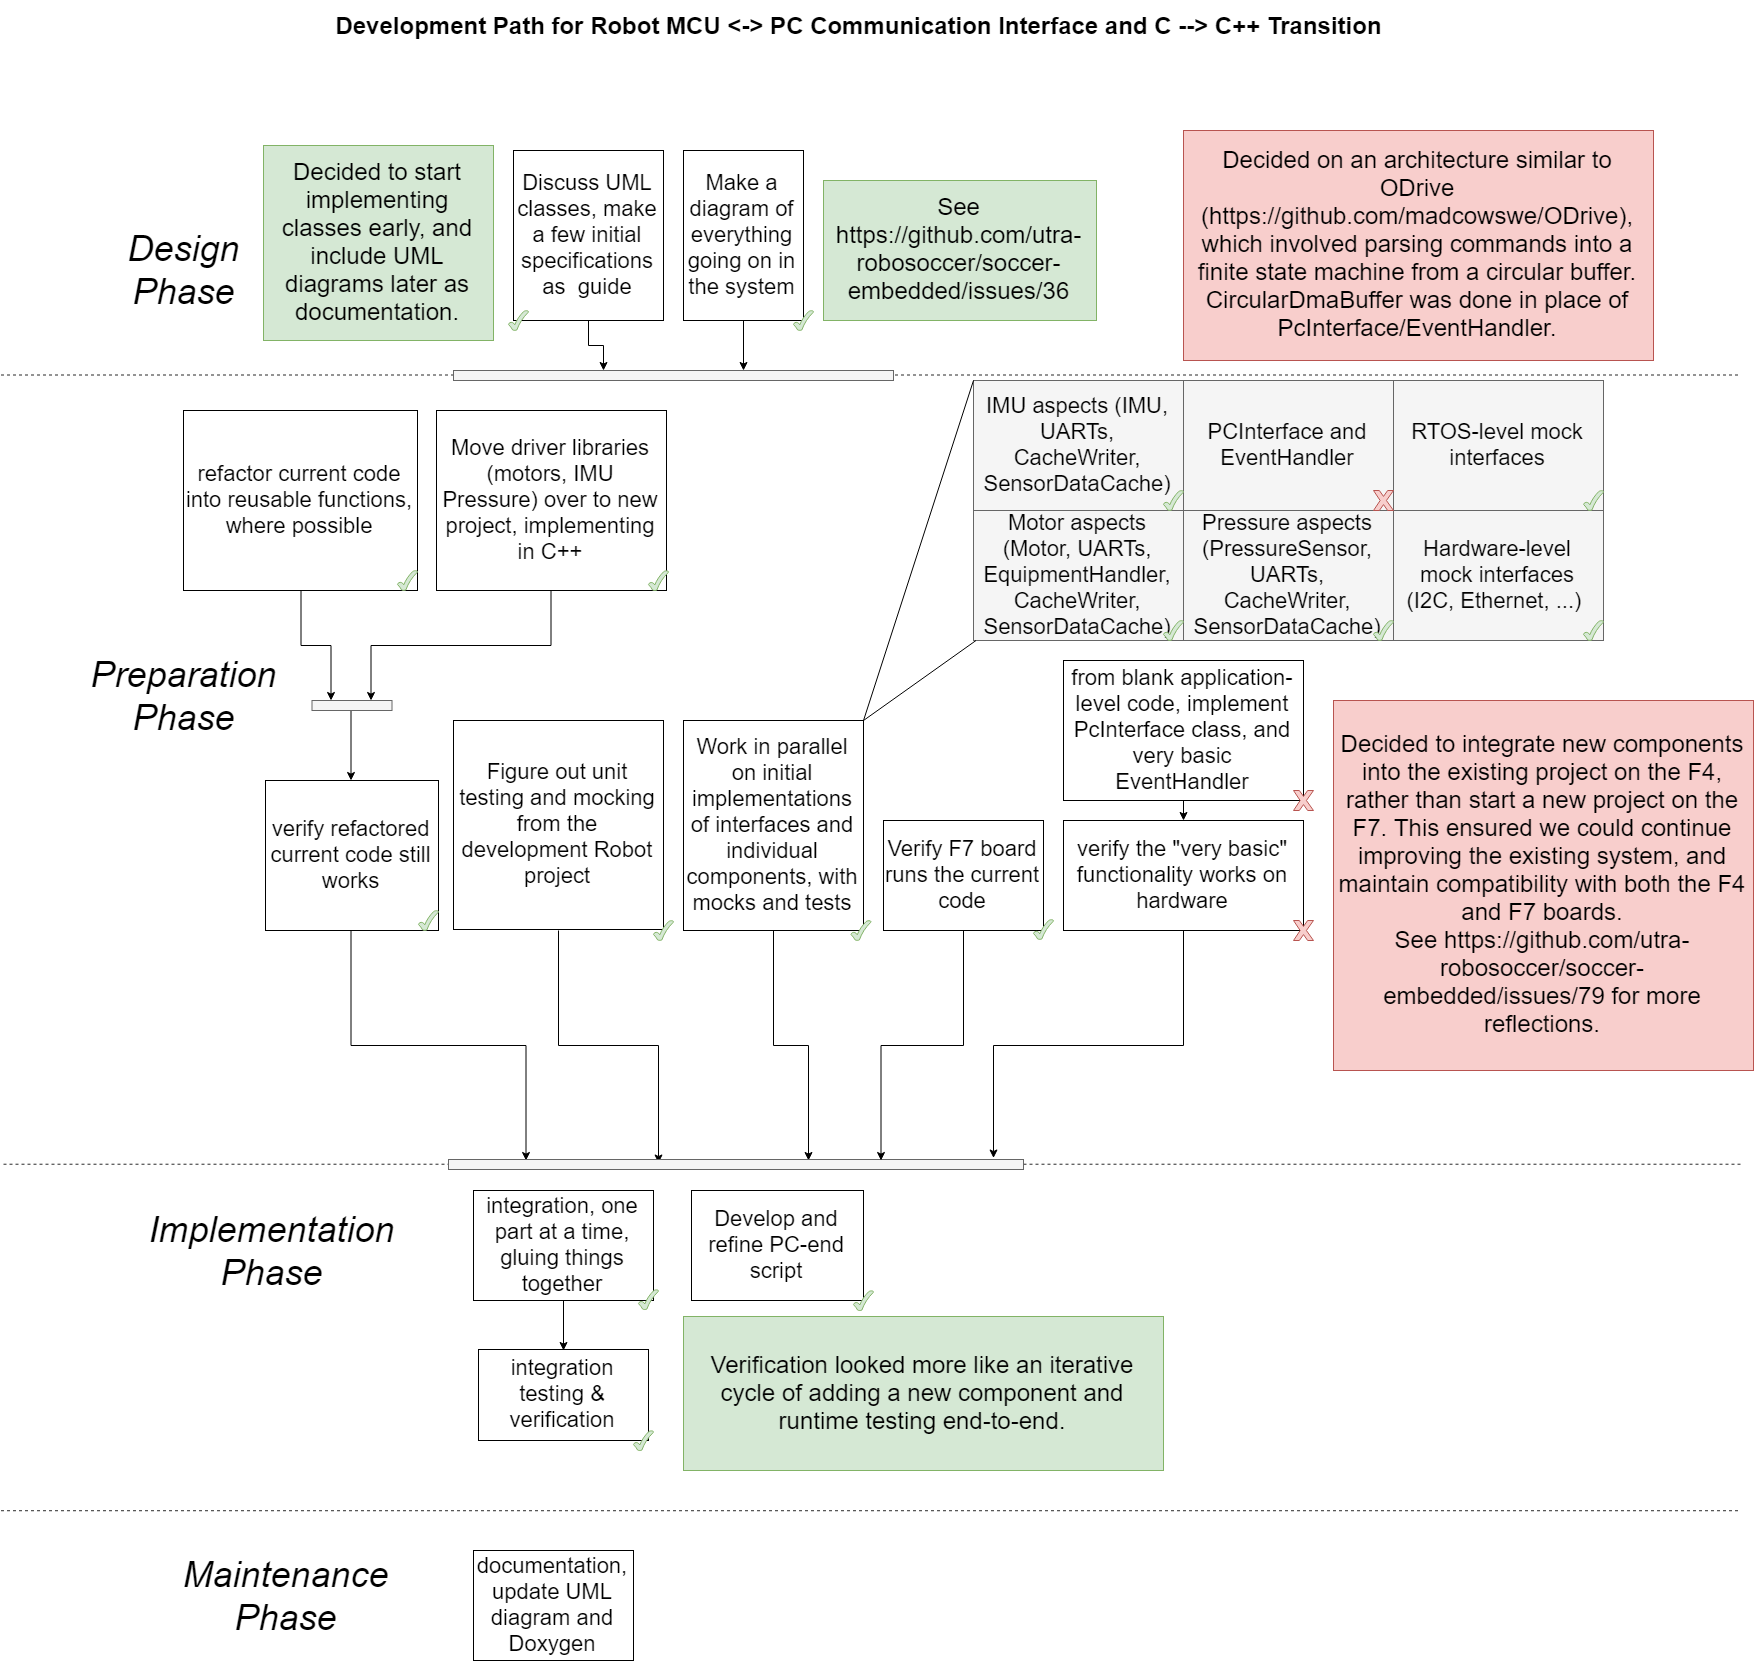 Development Path for Robot MCU <-> PC Communication Interface and C --> C++ Transition
Design
Phase
Decided to start
implementing
classes early, and
include UML
diagrams later as
documentation.
Discuss UML
classes, make
a few initial
specifications
as guide
Make a
diagram of
everything
going on in
the system
See
https://github.com/utra-
robosoccer/soccer-
embedded/issues/36
Decided on an architecture similar to
ODrive
(https://github.com/madcowswe/ODrive),
which involved parsing commands into a
finite state machine from a circular buffer.
CircularDmaBuffer was done in place of
PcInterface/EventHandler.
Preparation
Phase
refactor current code
into reusable functions,
where possible
Move driver libraries
(motors, IMU
Pressure) over to new
project, implementing
in C++
IMU aspects (IMU,
UARTs,
CacheWriter,
SensorDataCache)
PCInterface and
EventHandler
RTOS-level mock
interfaces
Motor aspects
(Motor, UARTs,
EquipmentHandler,
CacheWriter,
SensorDataCache)
Pressure aspects
(PressureSensor,
UARTs,
CacheWriter,
SensorDataCache)
Hardware-level
mock interfaces
(I2C, Ethernet, ...)
verify refactored
current code still
works
Figure out unit
testing and mocking
from the
development Robot
project
Work in parallel
on initial
implementations
of interfaces and
individual
components, with
mocks and tests
Verify F7 board
runs the current
code
from blank application-
level code, implement
PcInterface class, and
very basic
EventHandler
verify the "very basic"
functionality works on
hardware
Decided to integrate new components
into the existing project on the F4,
rather than start a new project on the
F7. This ensured we could continue
improving the existing system, and
maintain compatibility with both the F4
and F7 boards.
See https://github.com/utra-
robosoccer/soccer-
embedded/issues/79 for more
reflections.
Implementation
Phase
integration, one
part at a time,
gluing things
together
Develop and
refine PC-end
script
integration
testing &
verification
Verification looked more like an iterative
cycle of adding a new component and
runtime testing end-to-end.
Maintenance
Phase
documentation,
update UML
diagram and
Doxygen